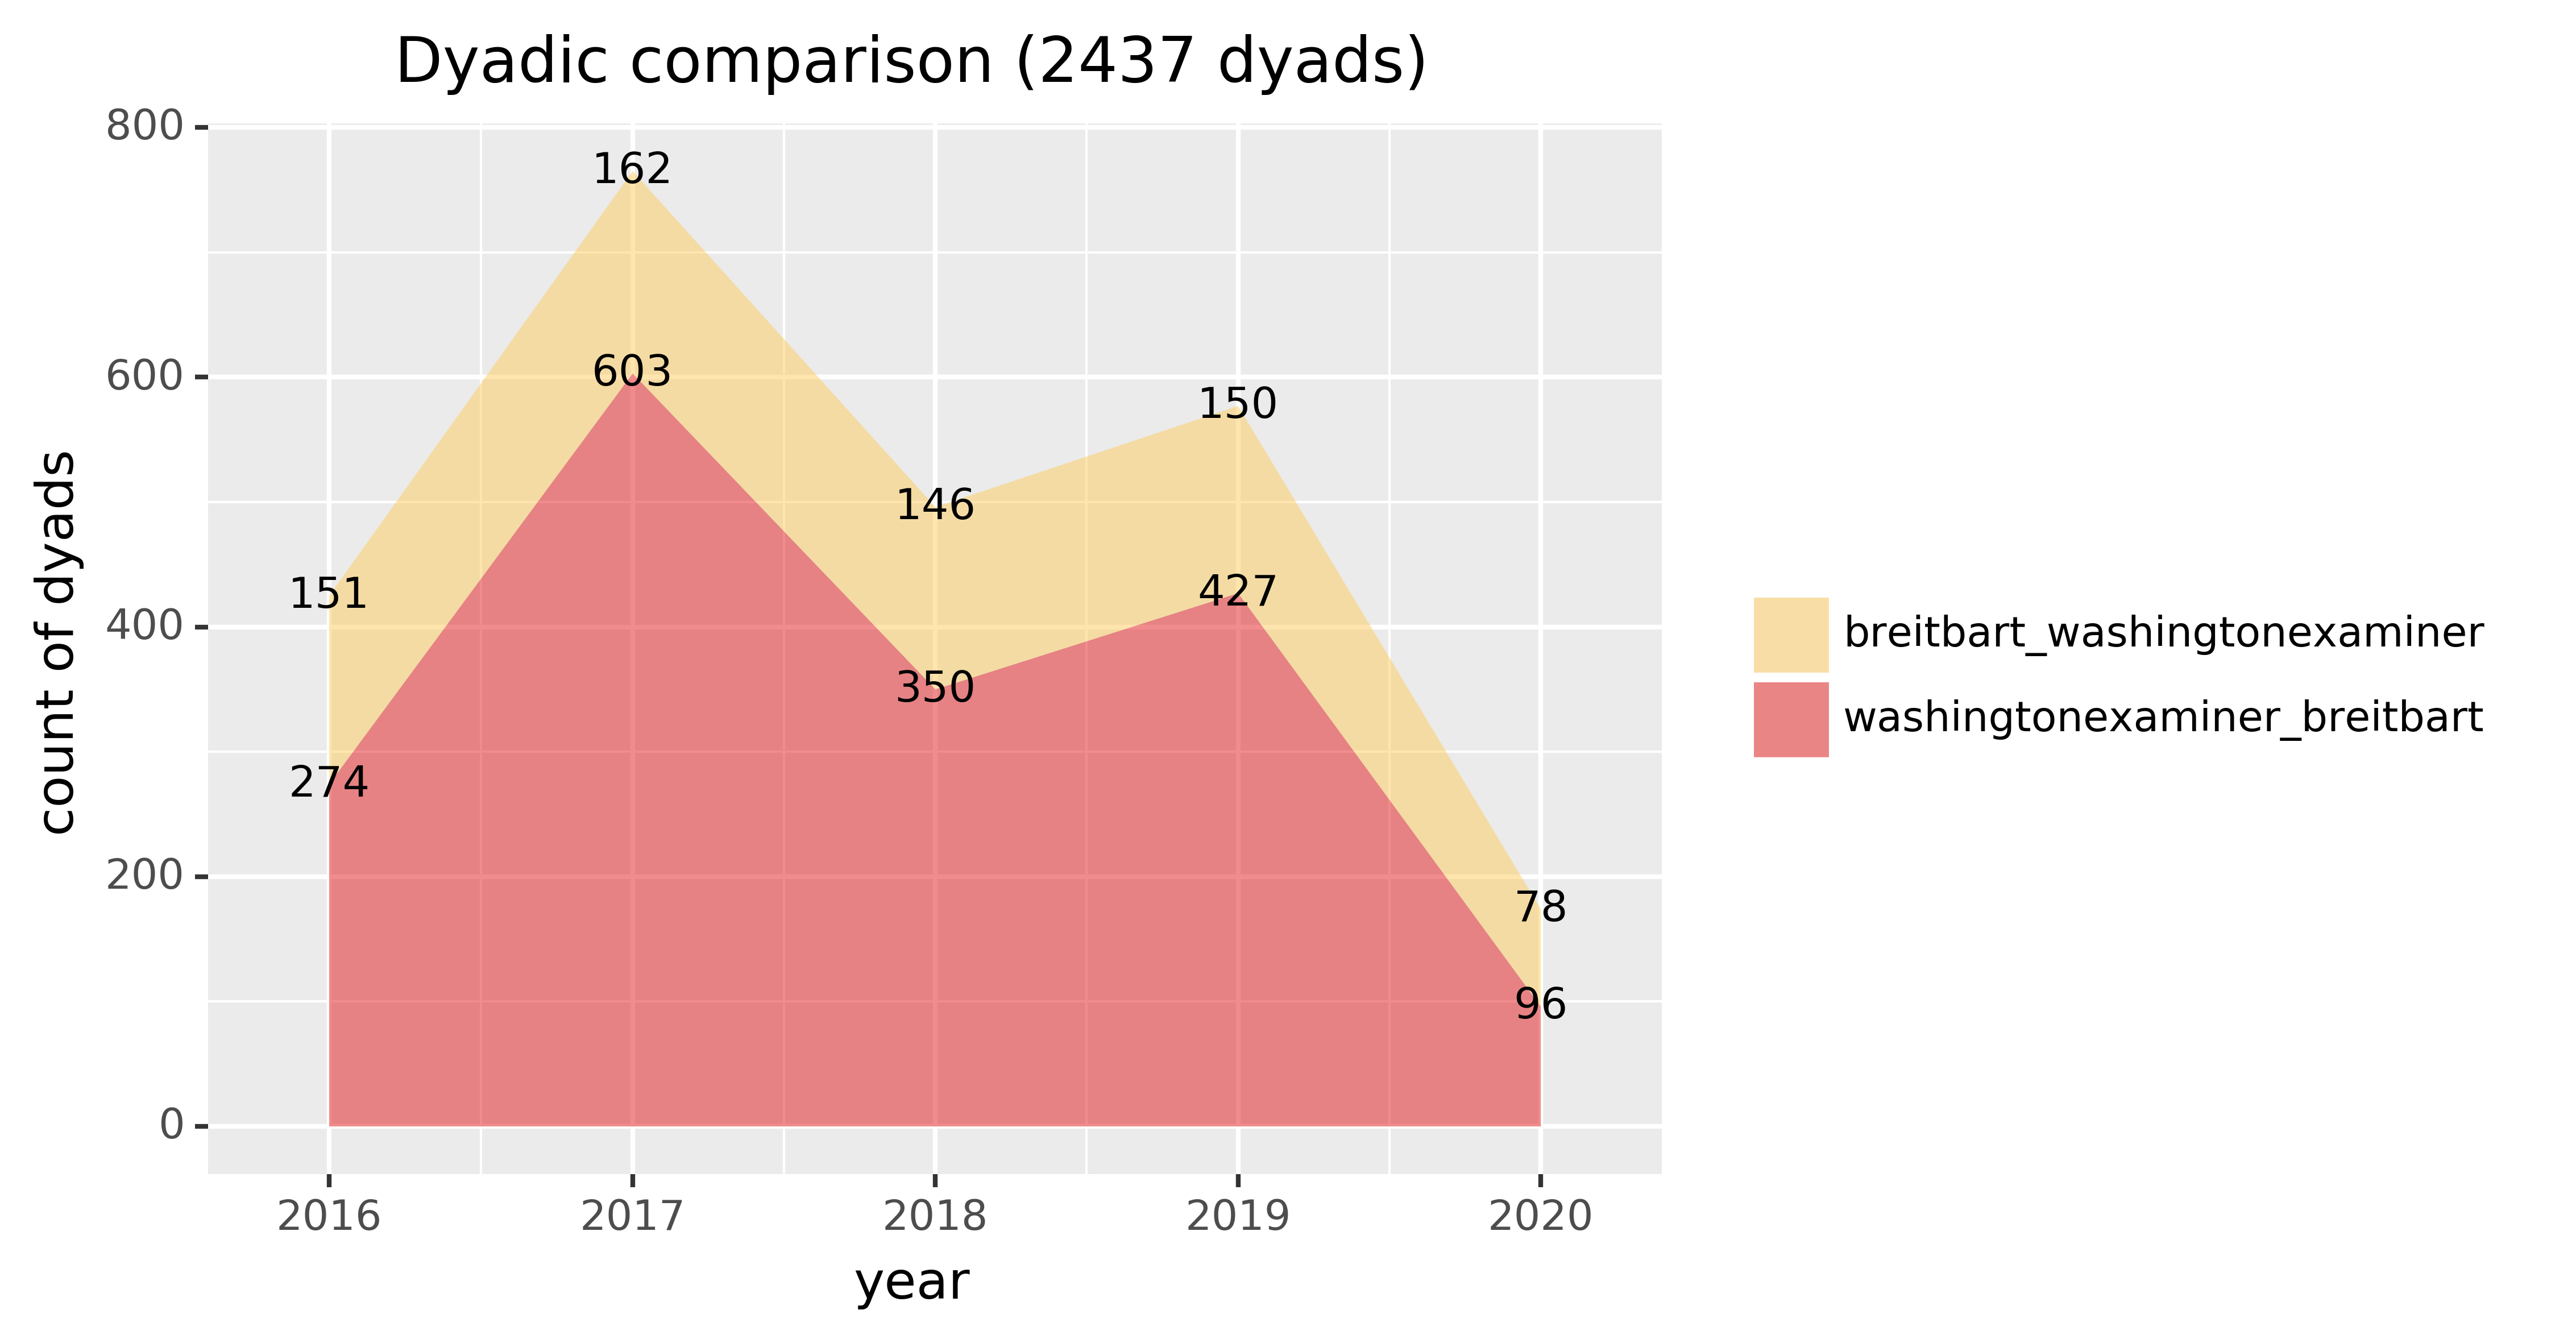 Dyadic comparison (2437 dyads)
800
600
400
200
0
count of dyads
162
603
150
146
427
151
350
274
78
96
2016 2017 2018 2019 2020
year
breitbart_washingtonexaminer
washingtonexaminer_breitbart